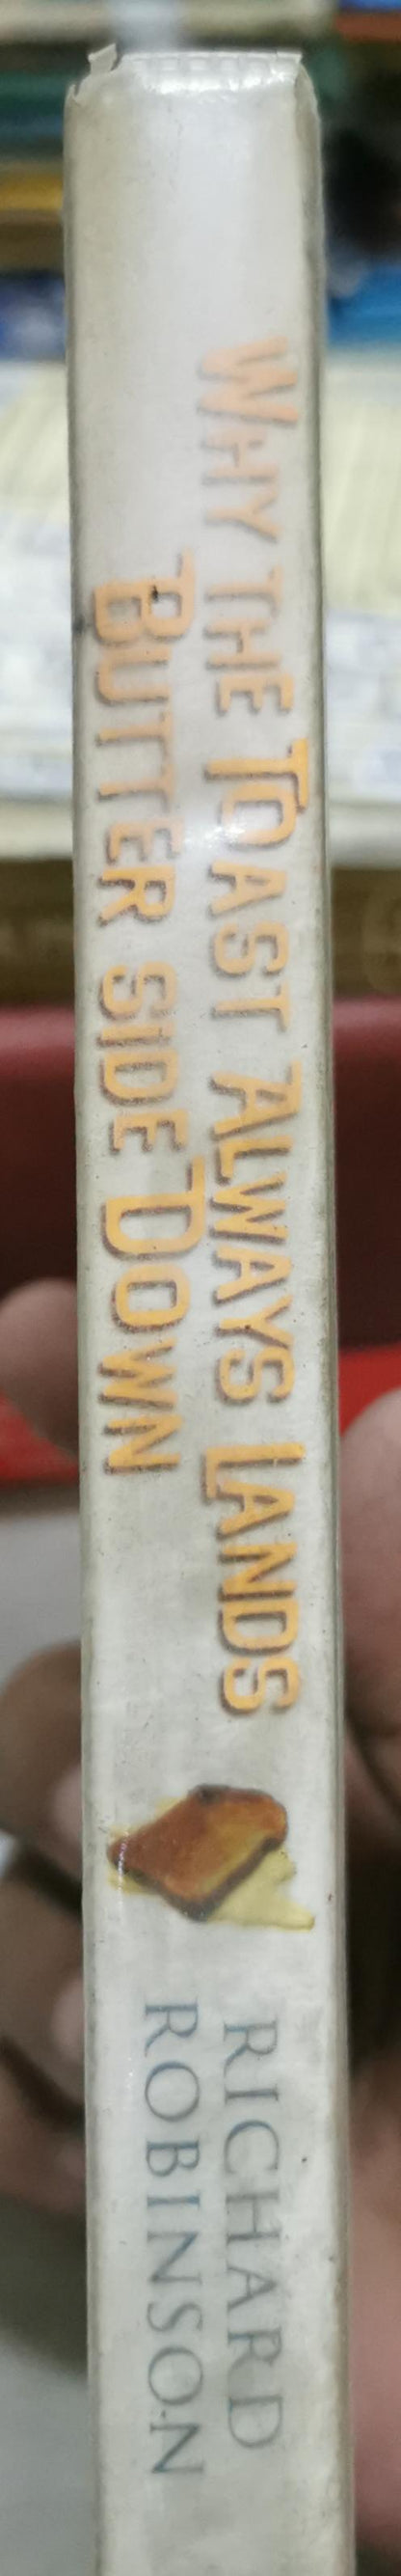 WHY THE TOAST ALWAYS LANDS
BUTTER SIDE DOWN
RICHARD
ROBINSON